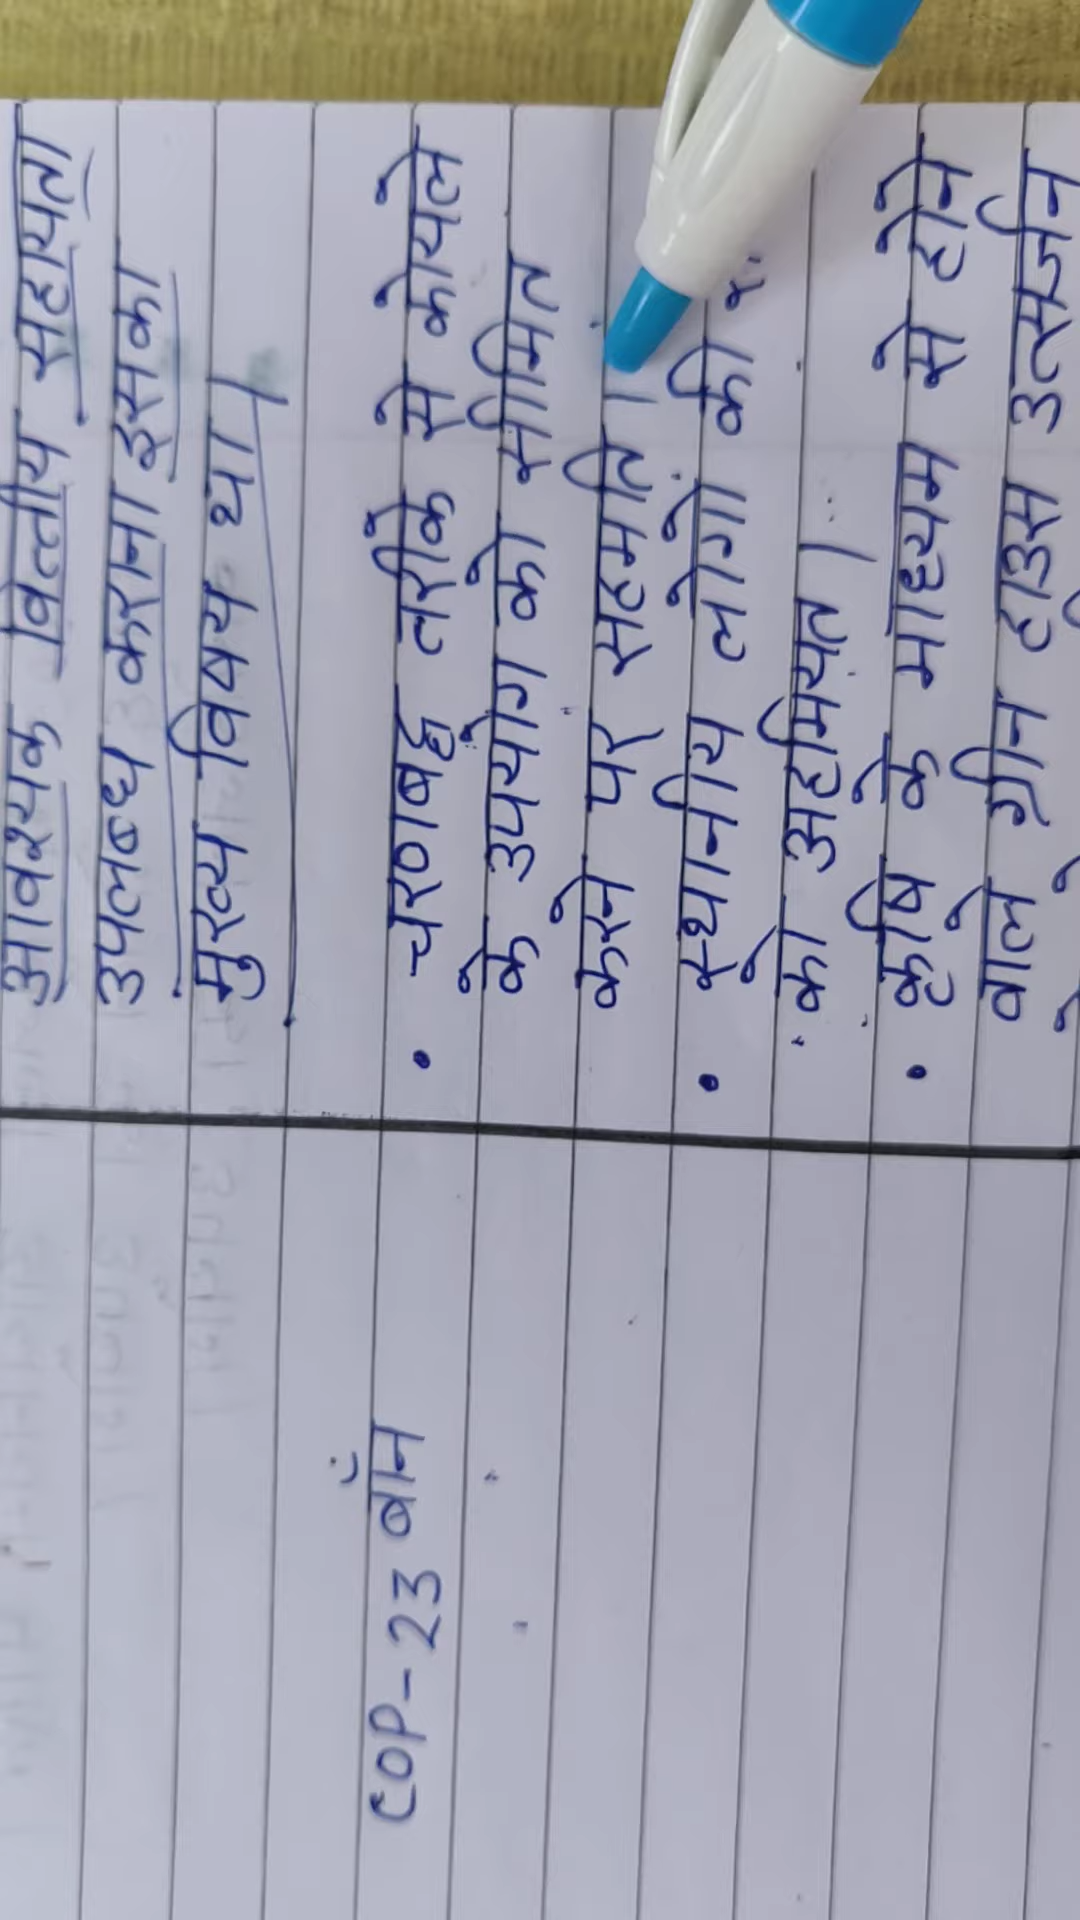 आवश्यक वित्तीय सहायता
उपलब्ध कराना इसका
मुख्य विषय था।
COP-23 बॉन
• चरणबद्ध तरीके से कोयले
के उपयोग को सीमित
करने पर सहमति।
• स्थानीय लोगों की
को अहमियत।
• कृषि के माध्यम से होने
वाले ग्रीन हाउस उत्सर्जन